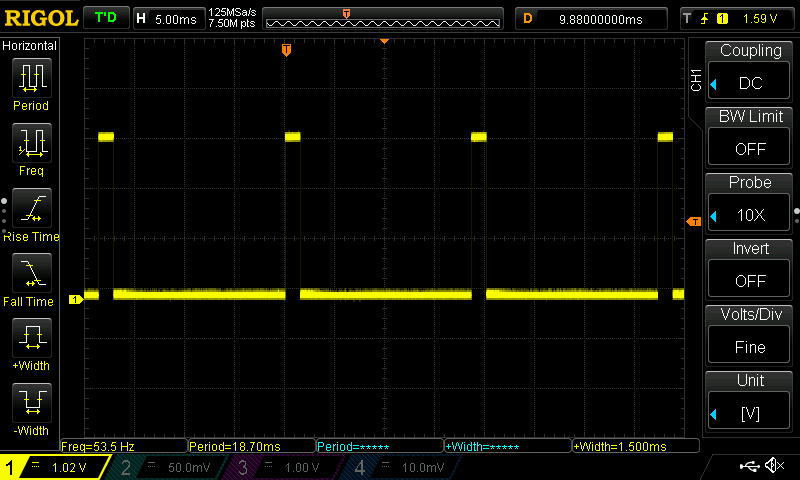 RIGOL T'D H 5.00ms 125MSa/s 7.50M pts T D 9.88000000ms T 1 1.59 V
Horizontal
Period
Freq
Rise Time
Fall Time
+Width
-Width
T
T
1
CH1
Coupling
DC
BW Limit
OFF
Probe
10X
Invert
OFF
Volts/Div
Fine
Unit
[V]
Freq=53.5 Hz Period=18.70ms Period=***** +Width=***** +Width=1.500ms
1 1.02 V 2 50.0mV 3 1.00 V 4 10.0mV